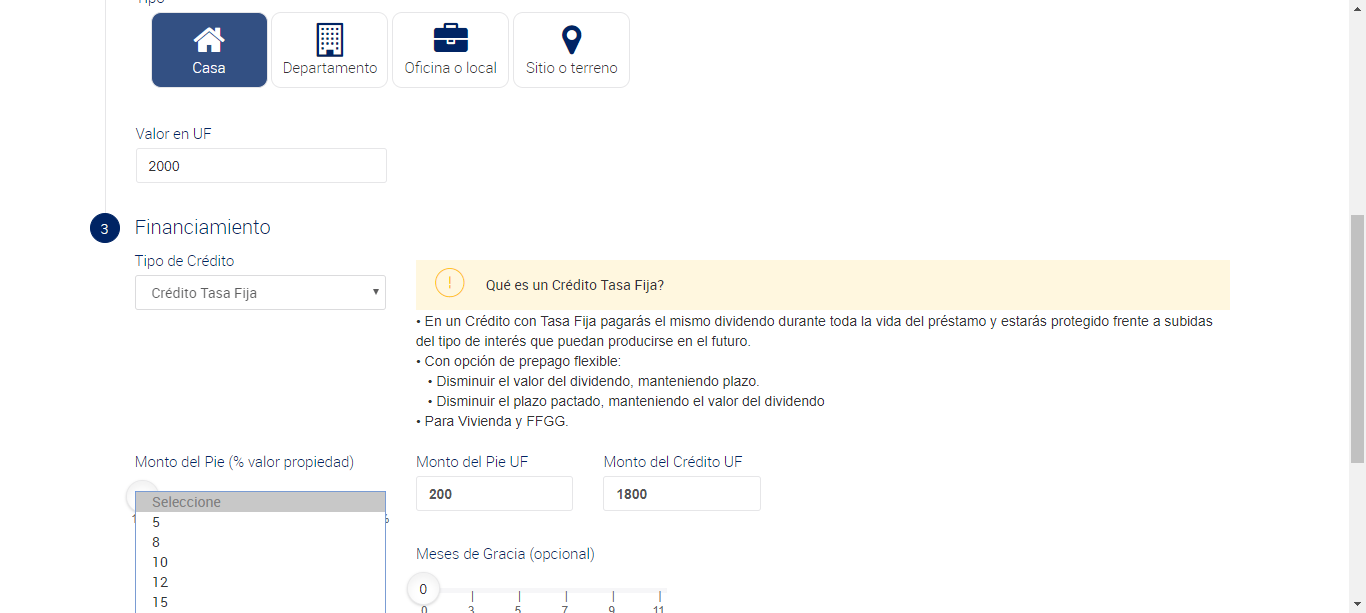 Tipo
Casa
Departamento
Oficina o local
Sitio o terreno
Valor en UF
2000
3
Financiamiento
Tipo de Crédito
Crédito Tasa Fija
!
Qué es un Crédito Tasa Fija?
• En un Crédito con Tasa Fija pagarás el mismo dividendo durante toda la vida del préstamo y estarás protegido frente a subidas
del tipo de interés que puedan producirse en el futuro.
• Con opción de prepago flexible:
• Disminuir el valor del dividendo, manteniendo plazo.
• Disminuir el plazo pactado, manteniendo el valor del dividendo
• Para Vivienda y FFGG.
Monto del Pie (% valor propiedad)
Monto del Pie UF
200
Monto del Crédito UF
1800
Seleccione
5
8
10
12
15
Meses de Gracia (opcional)
0
0 3 5 7 9 11